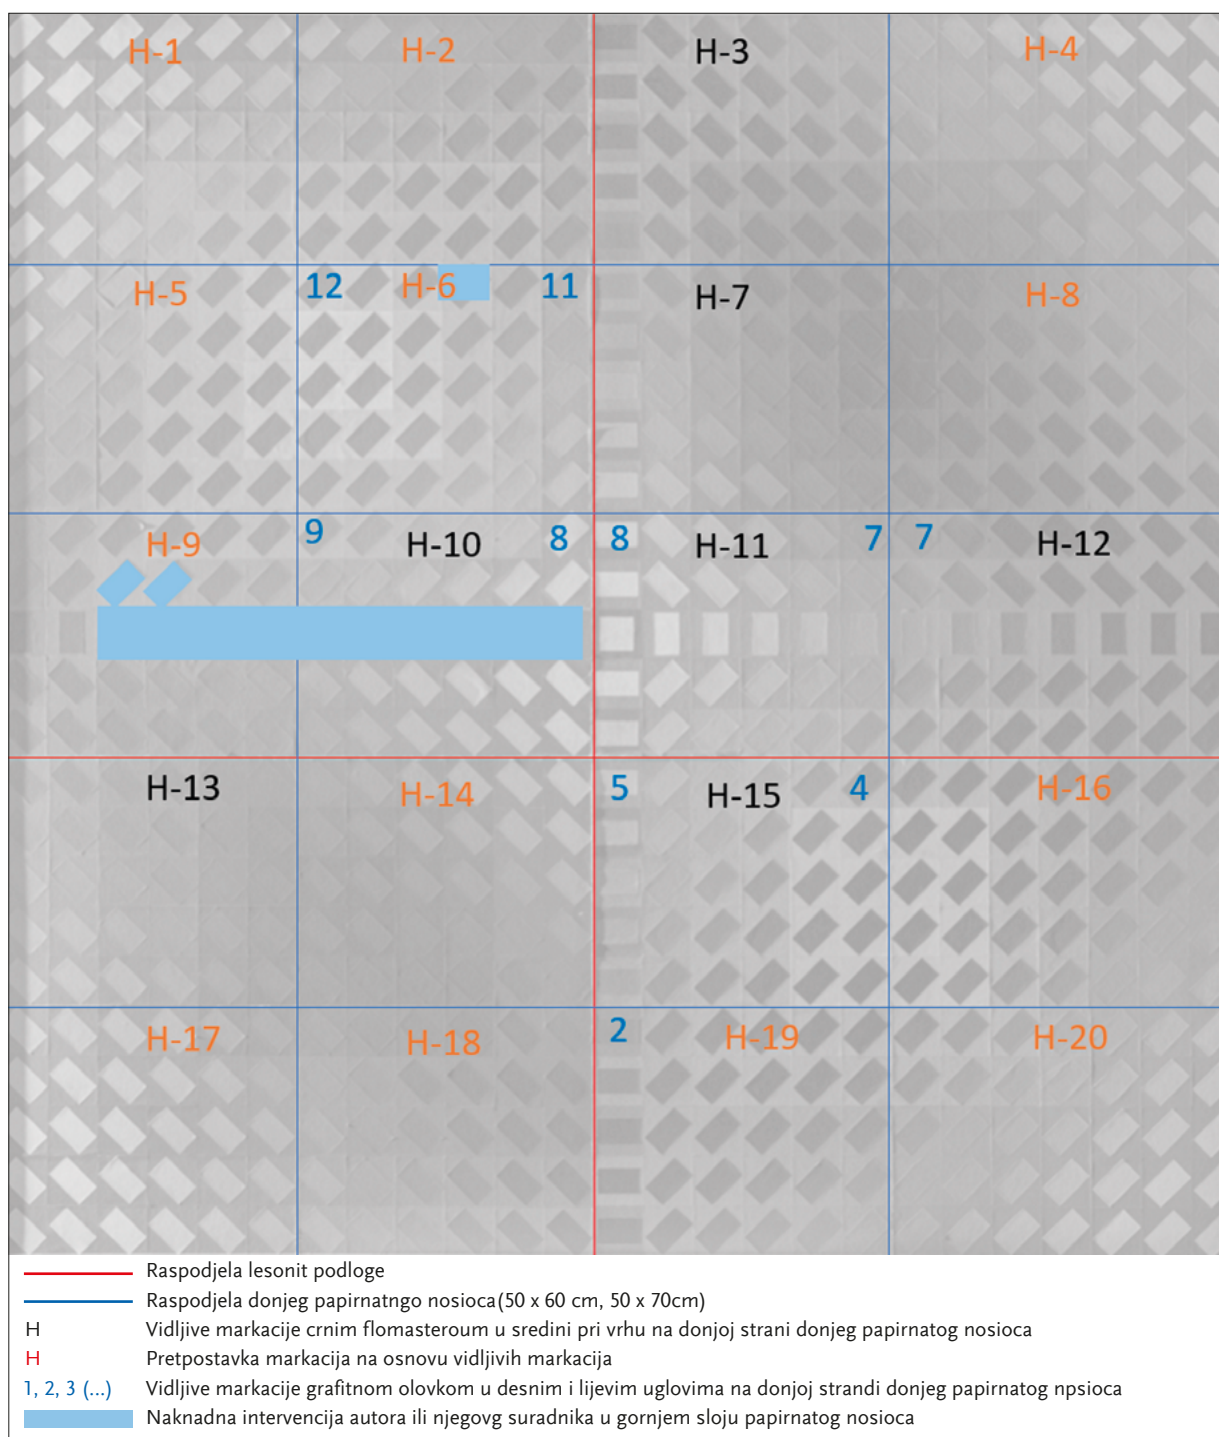 H-1 H-2 H-3 H-4
H-5 12 H-6 11 H-7 H-8
H-9 9 H-10 8 8 H-11 7 7 H-12
H-13 H-14 5 H-15 4 H-16
H-17 H-18 2 H-19 H-20
Raspodjela lesonit podloge
Raspodjela donjeg papirnatngo nosioca(50 x 60 cm, 50 x 70cm)
H Vidljive markacije crnim flomasteroum u sredini pri vrhu na donjoj strani donjeg papirnatog nosioca
H Pretpostavka markacija na osnovu vidljivih markacija
1, 2, 3 (...) Vidljive markacije grafitnom olovkom u desnim i lijevim uglovima na donjoj strandi donjeg papirnatog npsioca
Naknadna intervencija autora ili njegovg suradnika u gornjem sloju papirnatog nosioca